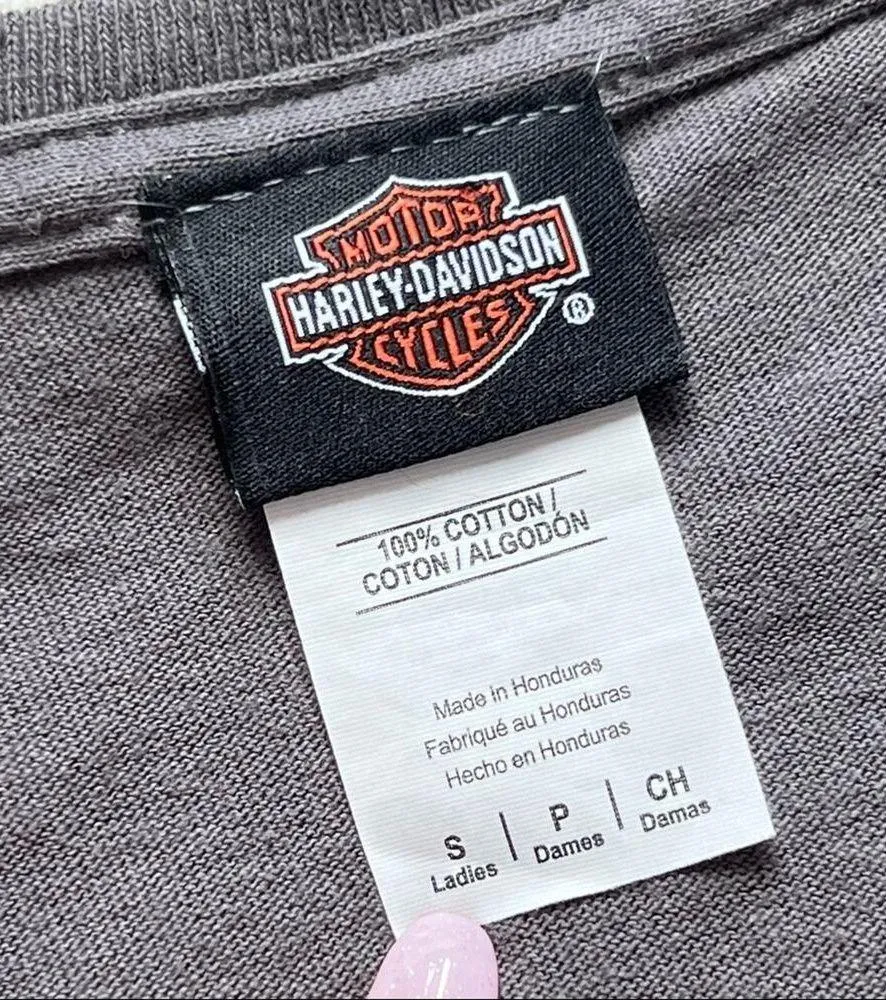 MOTOR
HARLEY-DAVIDSON
CYCLES
®
100% COTTON /
COTON / ALGODÓN
Made in Honduras
Fabriqué au Honduras
Hecho en Honduras
S | P | CH
Ladies Dames Damas